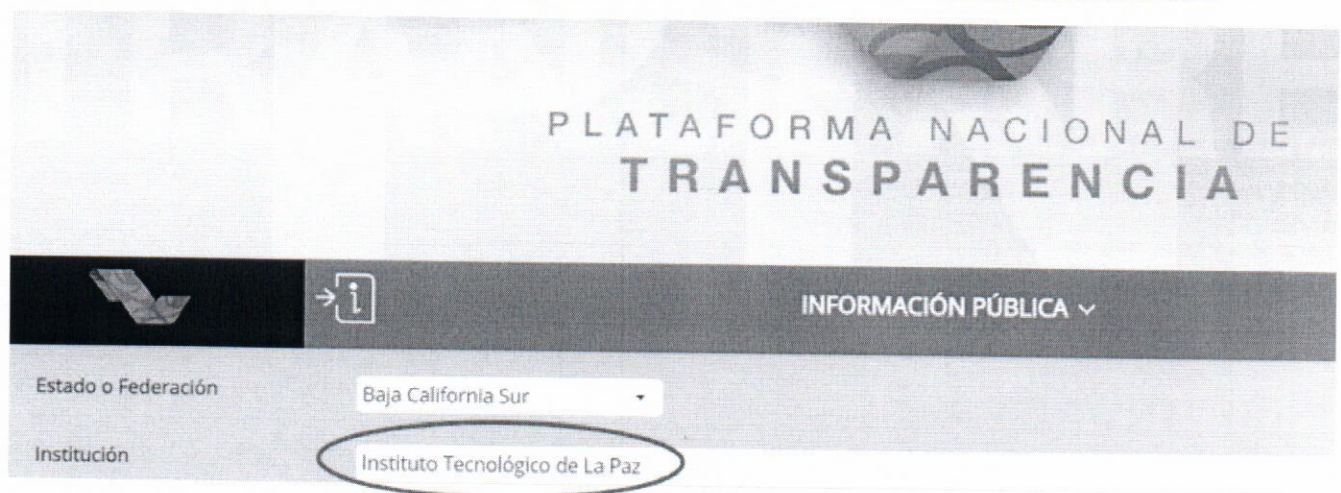 PLATAFORMA NACIONAL DE
TRANSPARENCIA
INFORMACIÓN PÚBLICA
Estado o Federación
Baja California Sur
Institución
Instituto Tecnológico de La Paz